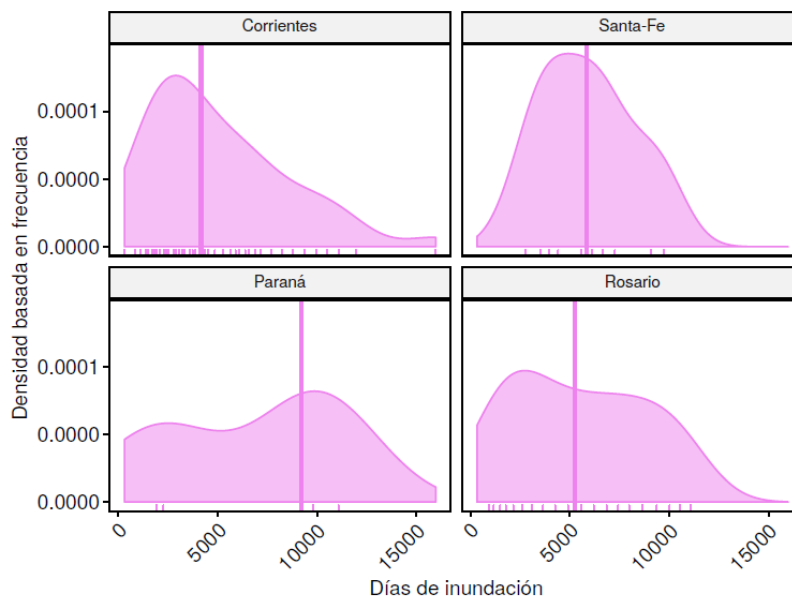 Corrientes
Santa-Fe
0.0001
0.0000
0.0000
Paraná
Rosario
0.0001
0.0000
0.0000
0
5000
10000
15000
0
5000
10000
15000
Días de inundación
Densidad basada en frecuencia